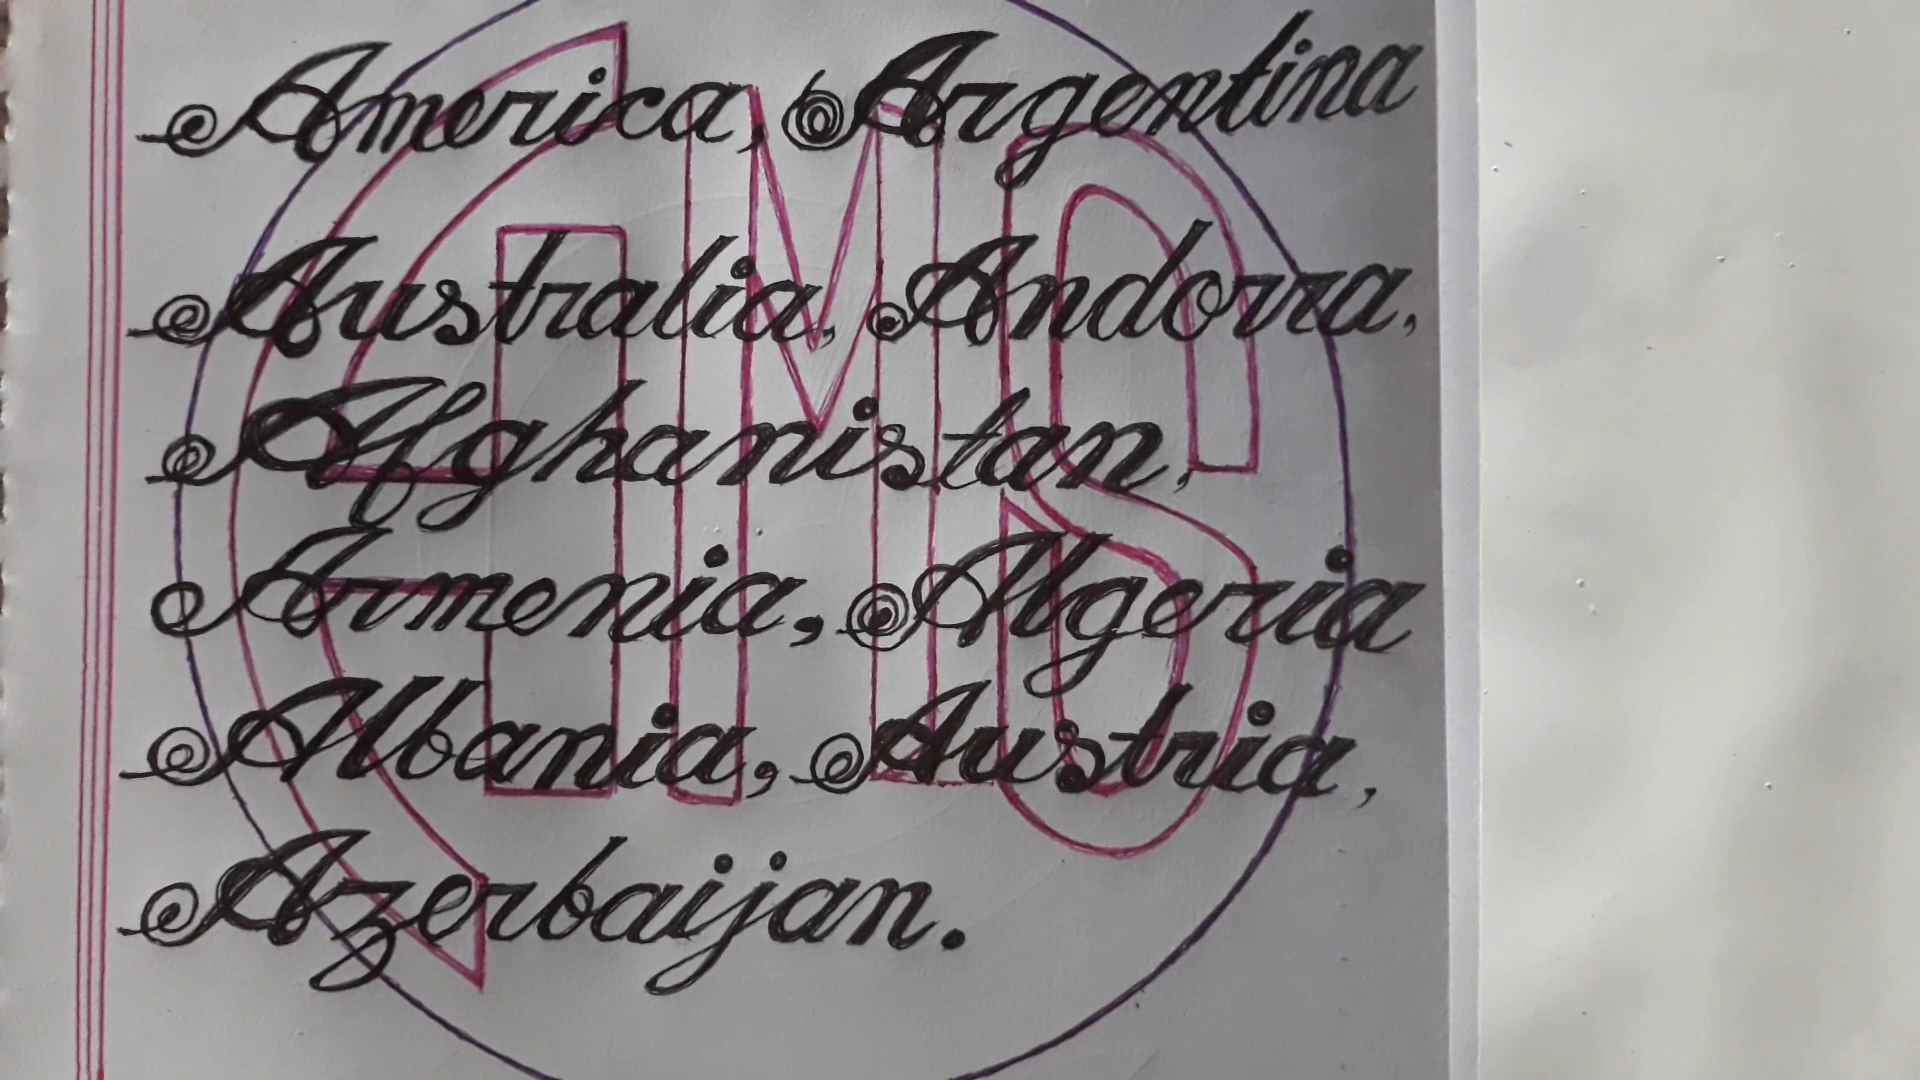 America, Argentina
Australia, Andorra,
Afghanistan,
Armenia, Algeria
Albania, Austria,
Azerbaijan.